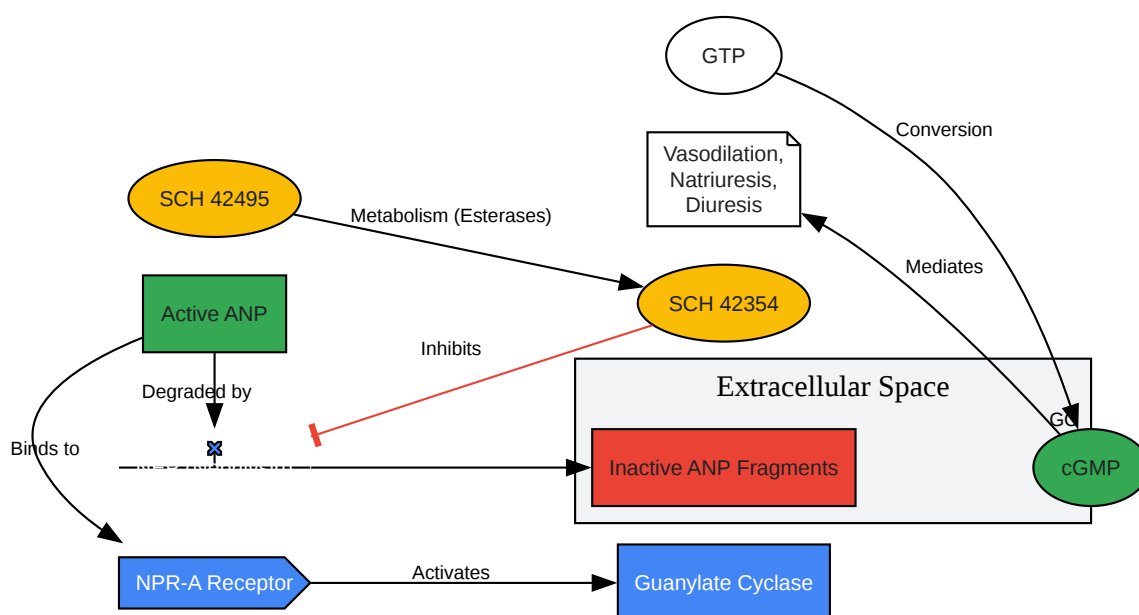 GTP
Conversion
Vasodilation,
Natriuresis,
Diuresis
SCH 42495
Metabolism (Esterases)
Mediates
SCH 42354
Active ANP
Inhibits
Degraded by
Extracellular Space
GC
Binds to
Inactive ANP Fragments
cGMP
NPR-A Receptor
Activates
Guanylate Cyclase